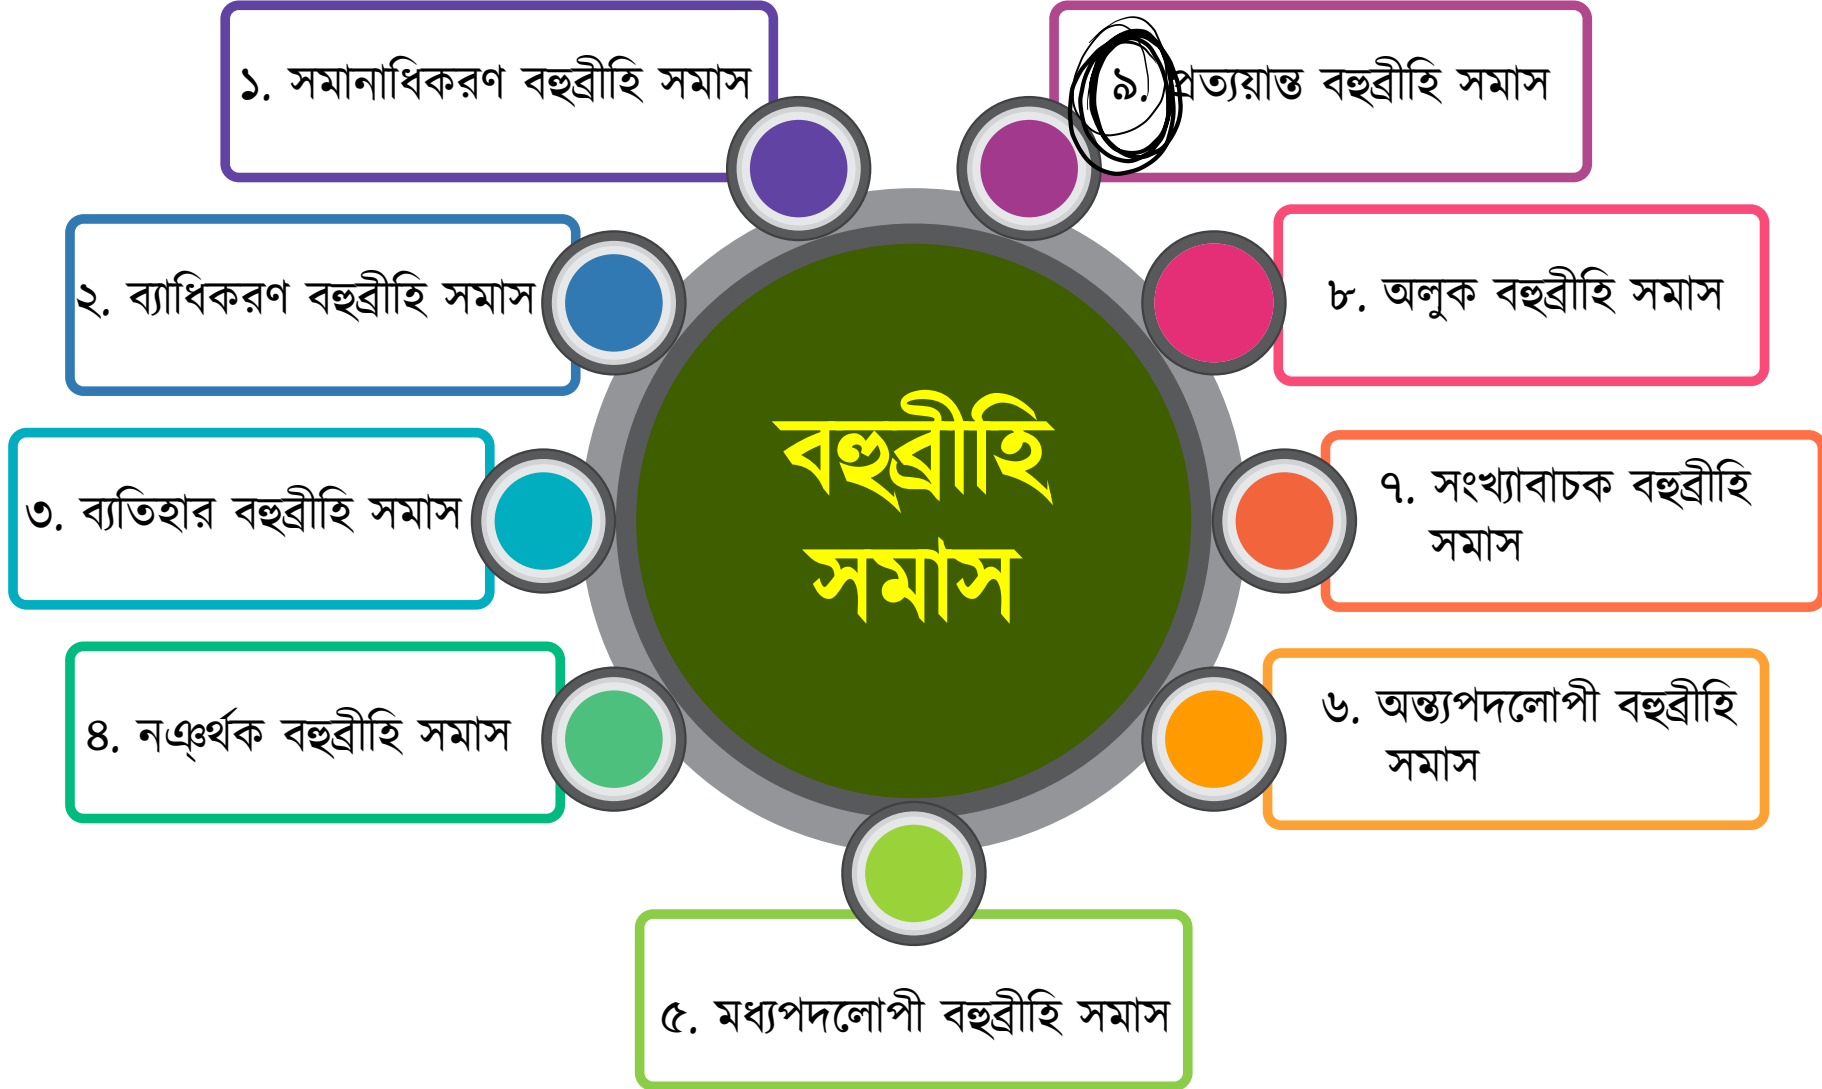 ১. সমানাধিকরণ বহুব্রীহি সমাস
২. ব্যাধিকরণ বহুব্রীহি সমাস
৩. ব্যতিহার বহুব্রীহি সমাস
৪. নঞর্থক বহুব্রীহি সমাস
৫. মধ্যপদলোপী বহুব্রীহি সমাস
৬. অন্ত্যপদলোপী বহুব্রীহি
সমাস
৭. সংখ্যাবাচক বহুব্রীহি
সমাস
৮. অলুক বহুব্রীহি সমাস
৯. প্রত্যয়ান্ত বহুব্রীহি সমাস
বহুব্রীহি
সমাস